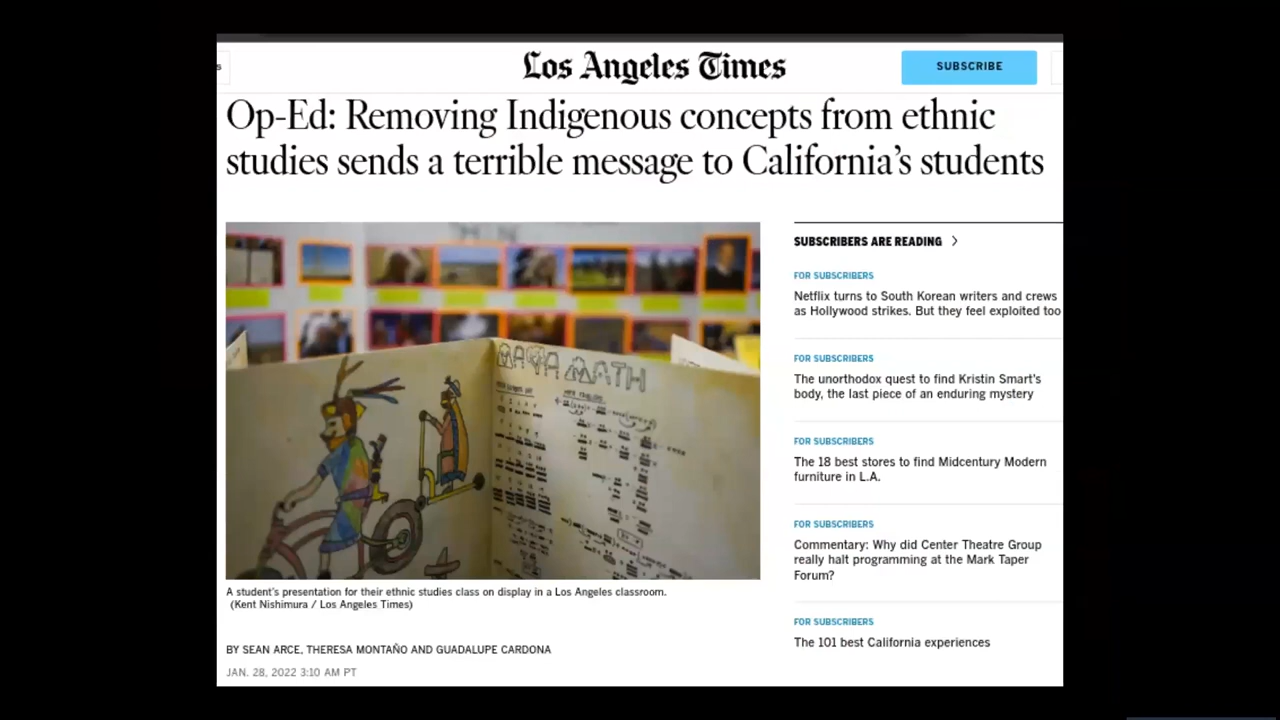 s
Los Angeles Times
SUBSCRIBE
Op-Ed: Removing Indigenous concepts from ethnic
studies sends a terrible message to California's students
MAYA MATH
A student's presentation for their ethnic studies class on display in a Los Angeles classroom.
(Kent Nishimura / Los Angeles Times)
BY SEAN ARCE, THERESA MONTAÑO AND GUADALUPE CARDONA
JAN. 28, 2022 3:10 AM PT
SUBSCRIBERS ARE READING
FOR SUBSCRIBERS
Netflix turns to South Korean writers and crews
as Hollywood strikes. But they feel exploited too
FOR SUBSCRIBERS
The unorthodox quest to find Kristin Smart's
body, the last piece of an enduring mystery
FOR SUBSCRIBERS
The 18 best stores to find Midcentury Modern
furniture in L.A.
FOR SUBSCRIBERS
Commentary: Why did Center Theatre Group
really halt programming at the Mark Taper
Forum?
FOR SUBSCRIBERS
The 101 best California experiences